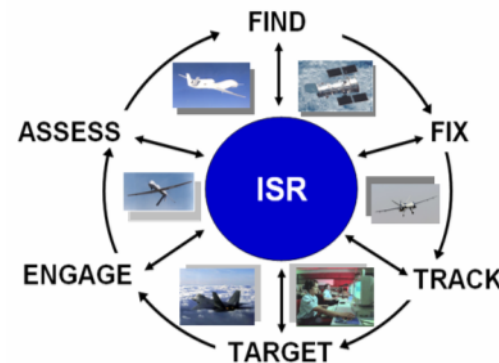 FIND
ASSESS
FIX
ISR
ENGAGE
TRACK
TARGET